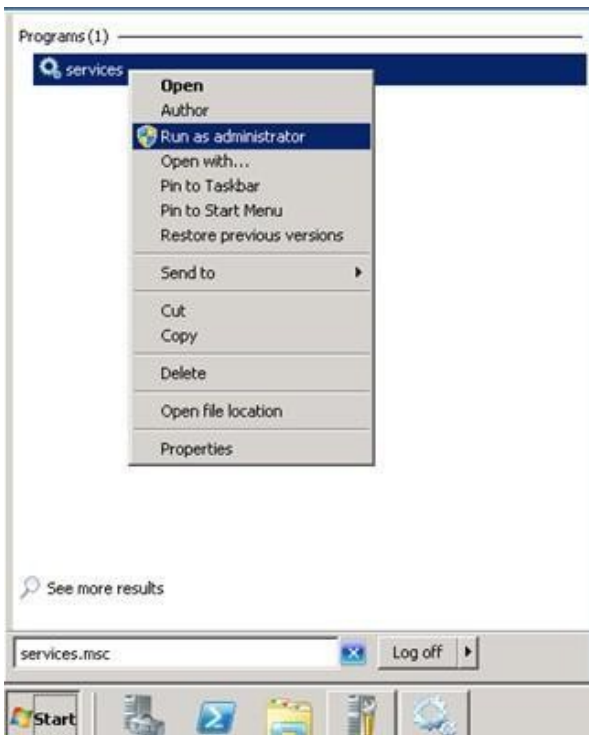 Programs (1)
services
Open
Author
Run as administrator
Open with...
Pin to Taskbar
Pin to Start Menu
Restore previous versions
Send to
Cut
Copy
Delete
Open file location
Properties
See more results
services.msc
Log off
Start